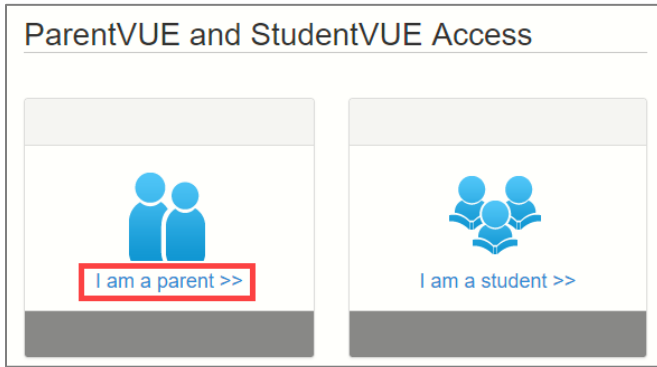 ParentVUE and StudentVUE Access
I am a parent >>
I am a student >>